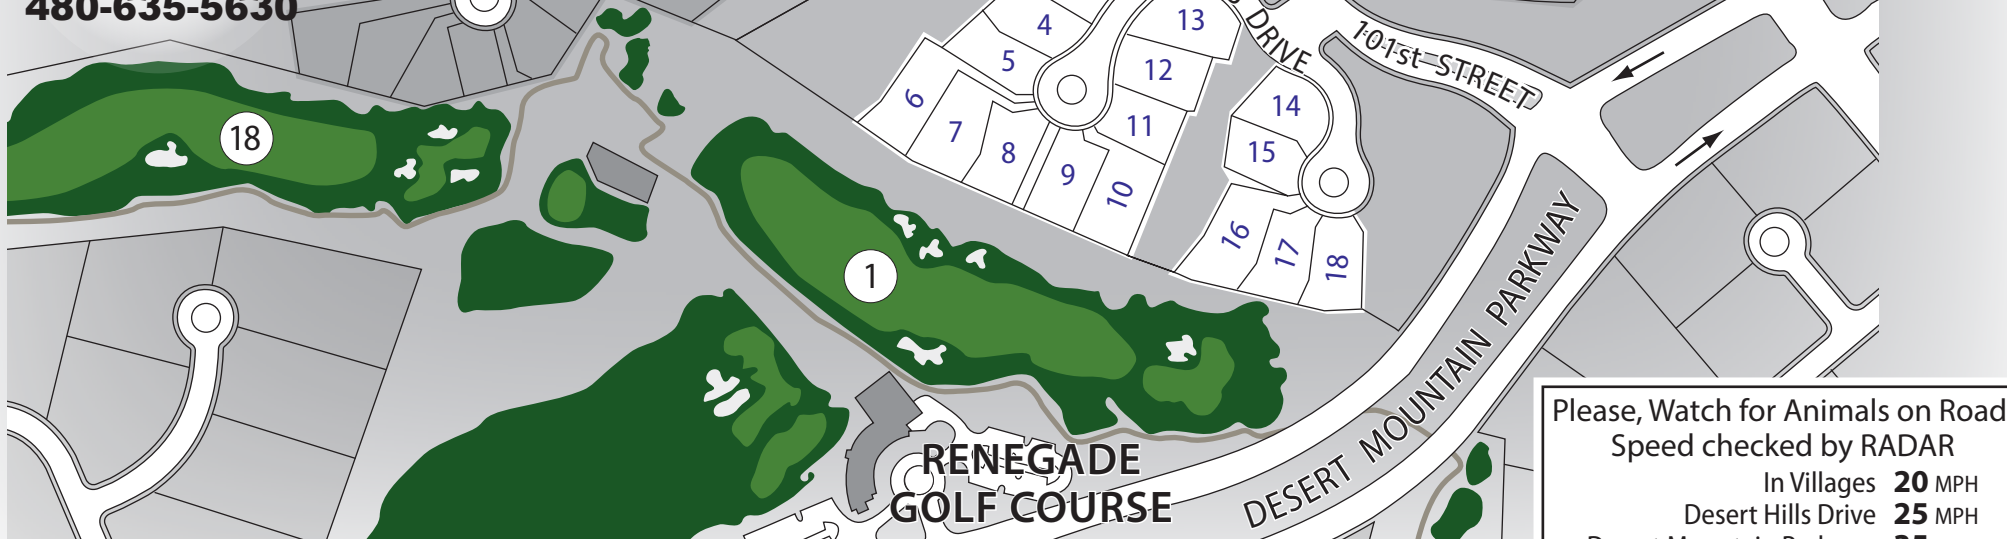 480-635-5630
4
13
5
12
6
7
8
11
9
10
DRIVE
101st STREET
14
15
16
17
18
18
1
DESERT MOUNTAIN PARKWAY
RENEGADE
GOLF COURSE
Please, Watch for Animals on Road
Speed checked by RADAR
In Villages 20 MPH
Desert Hills Drive 25 MPH